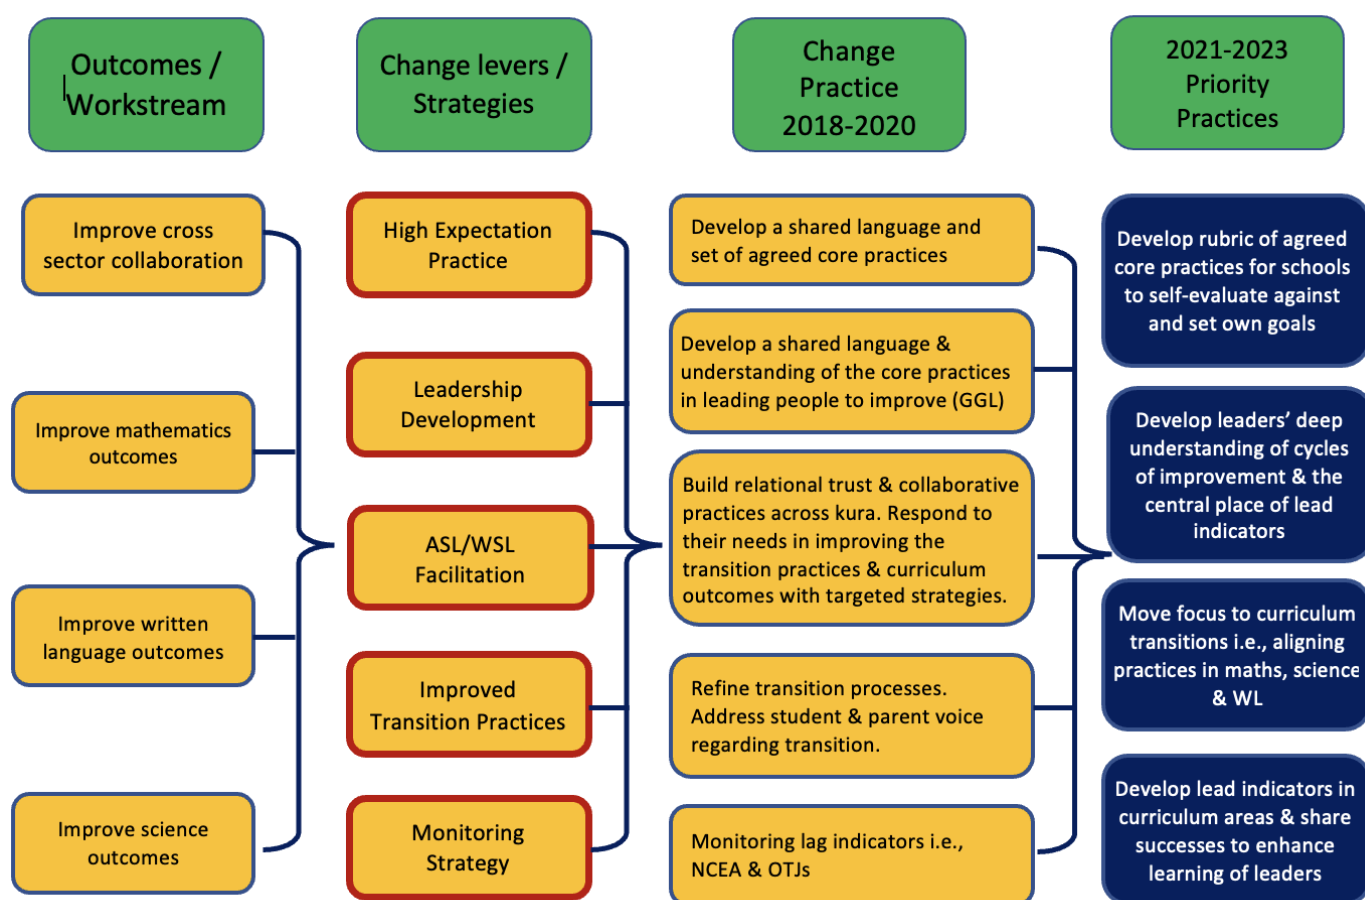 Outcomes /
Workstream
Change levers /
Strategies
Change
Practice
2018-2020
2021-2023
Priority
Practices
Improve cross
sector collaboration
Improve mathematics
outcomes
Improve written
language outcomes
Improve science
outcomes
High Expectation
Practice
Leadership
Development
ASL/WSL
Facilitation
Improved
Transition Practices
Monitoring
Strategy
Develop a shared language and
set of agreed core practices
Develop a shared language &
understanding of the core practices
in leading people to improve (GGL)
Build relational trust & collaborative
practices across kura. Respond to
their needs in improving the
transition practices & curriculum
outcomes with targeted strategies.
Refine transition processes.
Address student & parent voice
regarding transition.
Monitoring lag indicators i.e.,
NCEA & OTJs
Develop rubric of agreed
core practices for schools
to self-evaluate against
and set own goals
Develop leaders’ deep
understanding of cycles
of improvement & the
central place of lead
indicators
Move focus to curriculum
transitions i.e., aligning
practices in maths, science
& WL
Develop lead indicators in
curriculum areas & share
successes to enhance
learning of leaders